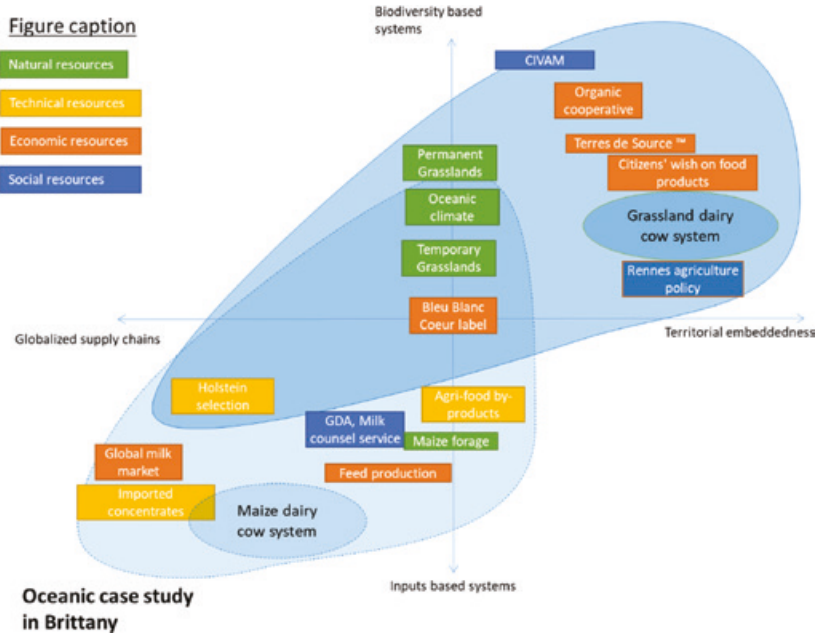 Figure caption
Natural resources
Technical resources
Economic resources
Social resources
Biodiversity based
systems
CIVAM
Organic
cooperative
Terres de Source ™
Citizens' wish on food
products
Permanent
Grasslands
Oceanic
climate
Grassland dairy
cow system
Temporary
Grasslands
Rennes agriculture
policy
Bleu Blanc
Coeur label
Globalized supply chains
Territorial embeddedness
Holstein
selection
Agri-food by-
products
GDA, Milk
counsel service
Maize forage
Global milk
market
Feed production
Imported
concentrates
Maize dairy
cow system
Inputs based systems
Oceanic case study
in Brittany